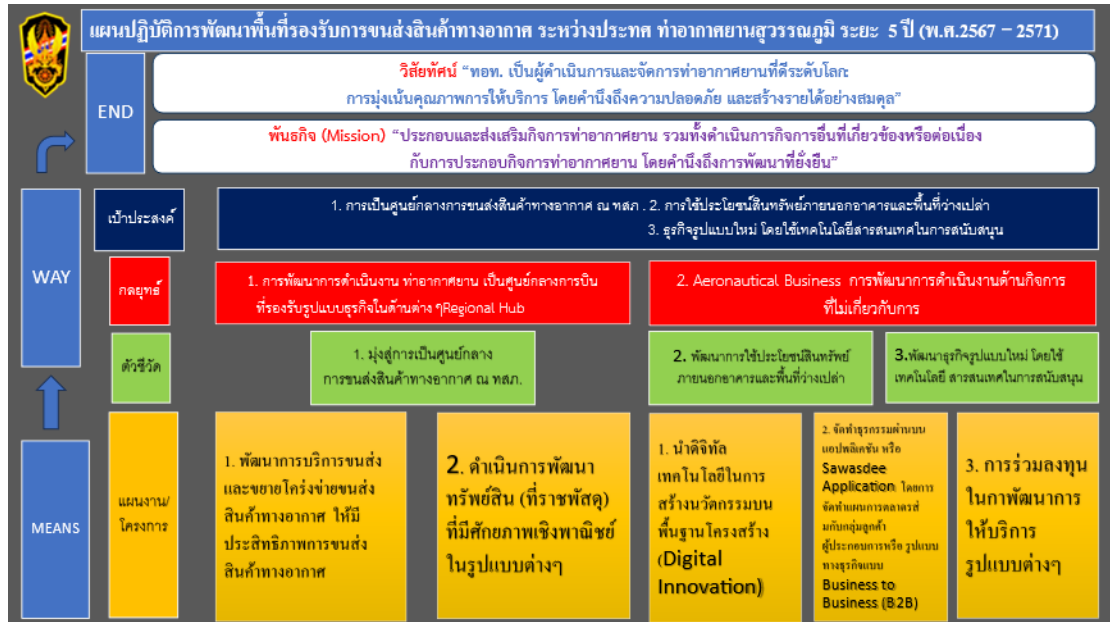 แผนปฏิบัติการพัฒนาพื้นที่รองรับการขนส่งสินค้าทางอากาศ ระหว่างประเทศ ท่าอากาศยานสุวรรณภูมิ ระยะ 5 ปี (พ.ศ.2567 – 2571)
END
วิสัยทัศน์ “ทอท. เป็นผู้ดำเนินการและจัดการท่าอากาศยานที่ดีระดับโลก:
การมุ่งเน้นคุณภาพการให้บริการ โดยคำนึงถึงความปลอดภัย และสร้างรายได้อย่างสมดุล”
พันธกิจ (Mission) “ประกอบและส่งเสริมกิจการท่าอากาศยาน รวมทั้งดำเนินการกิจการอื่นที่เกี่ยวข้องหรือต่อเนื่อง
กับการประกอบกิจการท่าอากาศยาน โดยคำนึงถึงการพัฒนาที่ยั่งยืน”
WAY
เป้าประสงค์
1. การเป็นศูนย์กลางการขนส่งสินค้าทางอากาศ ณ ทสภ . 2. การใช้ประโยชน์สินทรัพย์ภายนอกอาคารและพื้นที่ว่างเปล่า
3. ธุรกิจรูปแบบใหม่ โดยใช้เทคโนโลยีสารสนเทศในการสนับสนุน
กลยุทธ์
1. การพัฒนาการดำเนินงาน ท่าอากาศยาน เป็นศูนย์กลางการบิน
ที่รองรับรูปแบบธุรกิจในด้านต่าง ๆRegional Hub
2. Aeronautical Business การพัฒนาการดำเนินงานด้านกิจการ
ที่ไม่เกี่ยวกับการ
ตัวชี้วัด
1. มุ่งสู่การเป็นศูนย์กลาง
การขนส่งสินค้าทางอากาศ ณ ทสภ.
2. พัฒนาการใช้ประโยชน์สินทรัพย์
ภายนอกอาคารและพื้นที่ว่างเปล่า
3.พัฒนาธุรกิจรูปแบบใหม่ โดยใช้
เทคโนโลยี สารสนเทศในการสนับสนุน
MEANS
แผนงาน/
โครงการ
1. พัฒนาการบริการขนส่ง
และขยายโครงข่ายขนส่ง
สินค้าทางอากาศ ให้มี
ประสิทธิภาพการขนส่ง
สินค้าทางอากาศ
2. ดำเนินการพัฒนา
ทรัพย์สิน (ที่ราชพัสดุ)
ที่มีศักยภาพเชิงพาณิชย์
ในรูปแบบต่างๆ
1. นำดิจิทัล
เทคโนโลยีในการ
สร้างนวัตกรรมบน
พื้นฐานโครงสร้าง
(Digital
Innovation)
2. จัดทำธุรกรรมผ่านบน
แอปพลิเคชัน หรือ
Sawasdee
Application โดยการ
จัดทำแผนการตลาดร่ว
มกับกลุ่มลูกค้า
ผู้ประกอบการหรือ รูปแบบ
ทางธุรกิจแบบ
Business to
Business (B2B)
3. การร่วมลงทุน
ในกาพัฒนาการ
ให้บริการ
รูปแบบต่างๆ